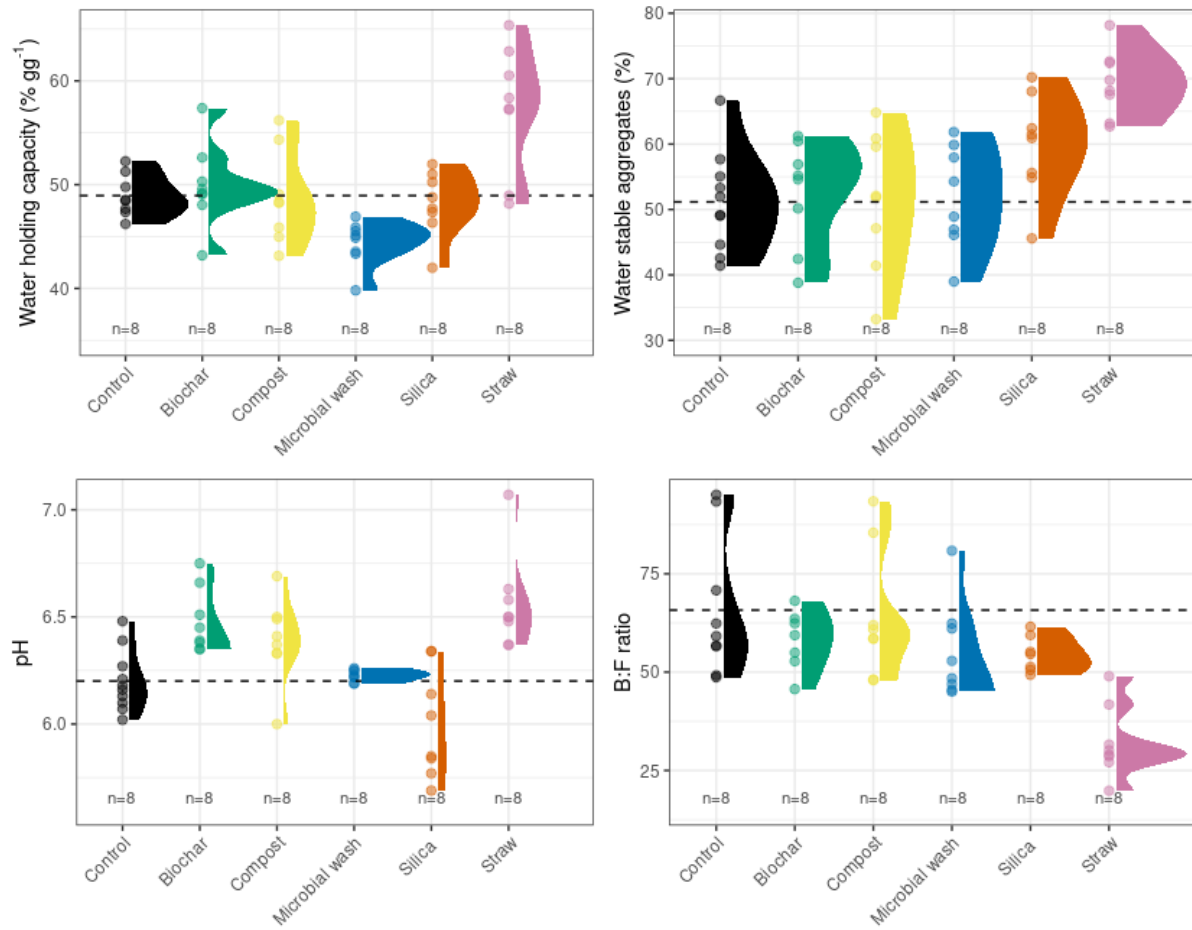 Water holding capacity (% gg⁻¹)
60
50
40
n=8 n=8 n=8 n=8 n=8 n=8
Control
Biochar
Compost
Microbial wash
Silica
Straw
Water stable aggregates (%)
80
70
60
50
40
30
n=8 n=8 n=8 n=8 n=8 n=8
Control
Biochar
Compost
Microbial wash
Silica
Straw
pH
7.0
6.5
6.0
n=8 n=8 n=8 n=8 n=8 n=8
Control
Biochar
Compost
Microbial wash
Silica
Straw
B:F ratio
75
50
25
n=8 n=8 n=8 n=8 n=8 n=8
Control
Biochar
Compost
Microbial wash
Silica
Straw